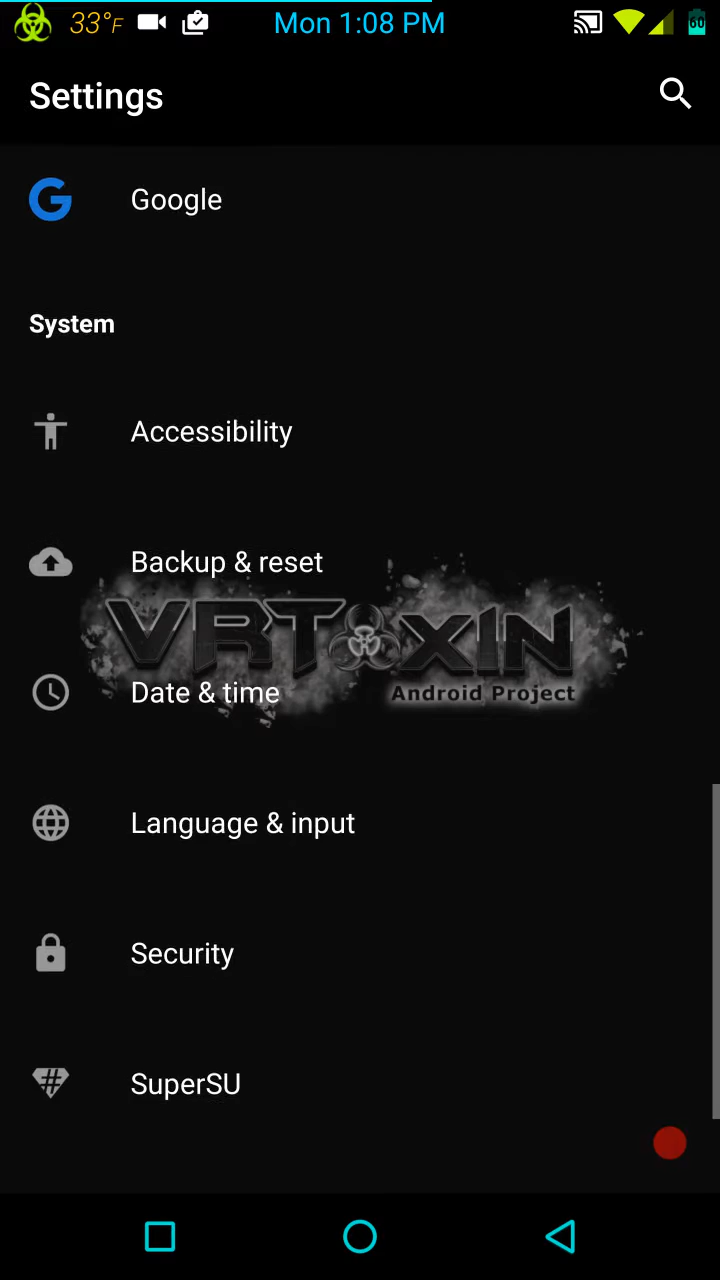 33°F Mon 1:08 PM 60
Settings
Google
System
Accessibility
Backup & reset
VRTOXIN
Date & time
Android Project
Language & input
Security
SuperSU